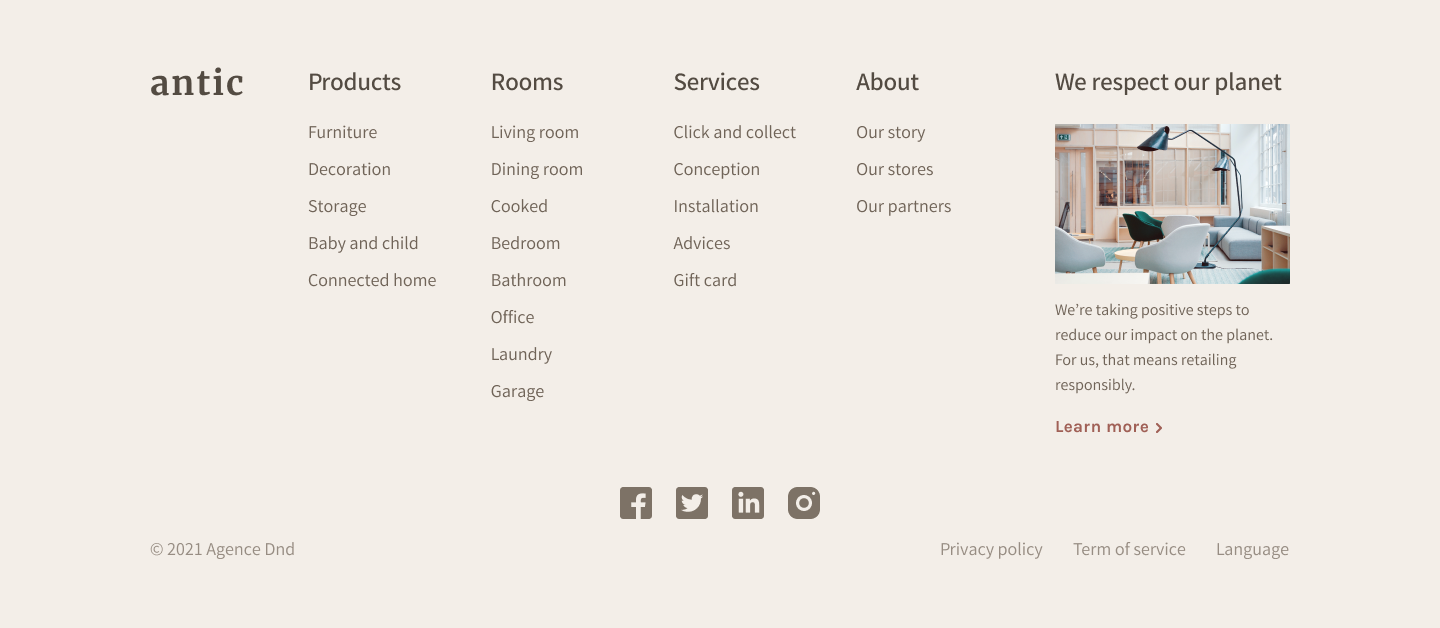 antic
Products
Furniture
Decoration
Storage
Baby and child
Connected home
Rooms
Living room
Dining room
Cooked
Bedroom
Bathroom
Office
Laundry
Garage
Services
Click and collect
Conception
Installation
Advices
Gift card
About
Our story
Our stores
Our partners
We respect our planet
We’re taking positive steps to
reduce our impact on the planet.
For us, that means retailing
responsibly.
Learn more
© 2021 Agence Dnd
Privacy policy
Term of service
Language